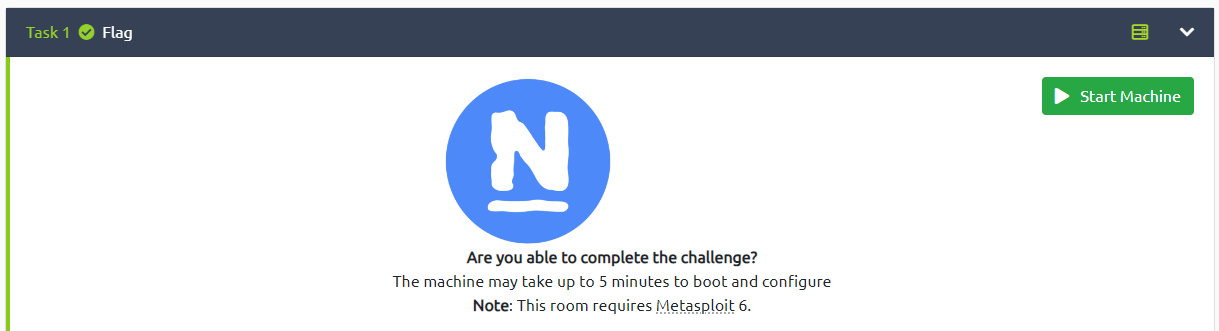 Task 1 Flag
Start Machine
N
Are you able to complete the challenge?
The machine may take up to 5 minutes to boot and configure
Note: This room requires Metasploit 6.